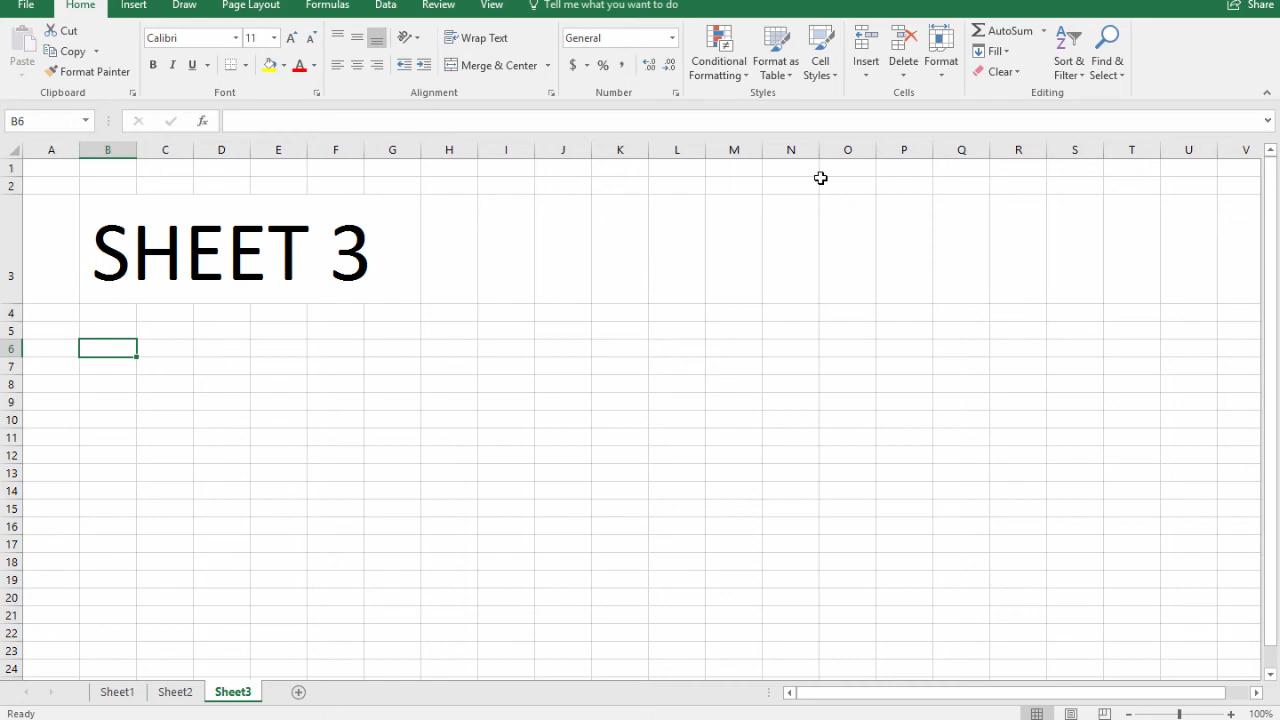 File Home Insert Draw Page Layout Formulas Data Review View Tell me what you want to do Share
Paste
Cut
Copy
Format Painter
Clipboard
Calibri 11
B I U
Font
Wrap Text
Merge & Center
Alignment
General
$ % ,
Number
Conditional Formatting
Format as Table
Cell Styles
Styles
Insert
Delete
Format
Cells
AutoSum
Fill
Clear
Sort & Filter
Find & Select
Editing
B6 fx
A B C D E F G H I J K L M N O P Q R S T U V
1
2
3 SHEET 3
4
5
6
7
8
9
10
11
12
13
14
15
16
17
18
19
20
21
22
23
24
Sheet1 Sheet2 Sheet3
Ready 100%